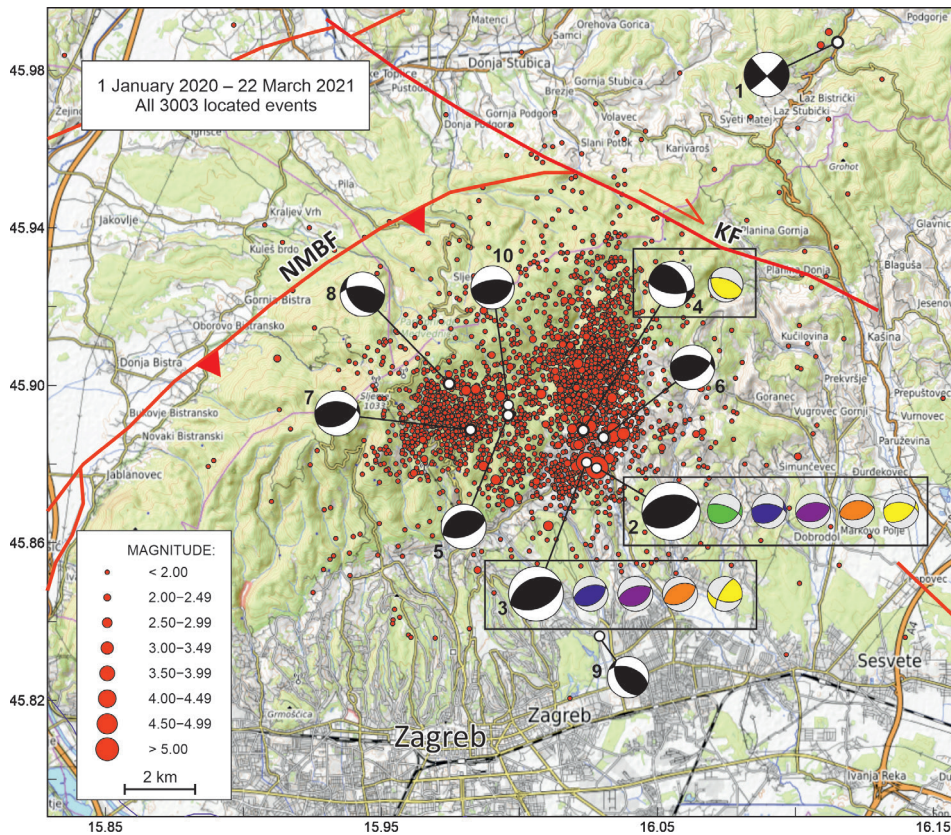 Matenci
Orehova Gorica
Podgorje
Samci
Donja Stubica
Gornja Stubica
Brezje
45.98
1 January 2020 – 22 March 2021
All 3003 located events
Volavec
1
Laz Bistrički
Laz Stubički
Sveti Matej
Donja Podgora
Slani Potok
Karivaroš
Grohot
Pila
Jakovlje
Kraljev Vrh
45.94
Kuleš brdo
NMBF
KF
Planina Gornja
Planina Donja
Glavnic
Blaguša
10
8
4
Gornja Bistra
Oborovo Bistransko
Kučilovina
Kašina
Donja Bistra
6
45.90
7
Goranec
Prekvršje
Prepuštovec
Bukovje Bistransko
Vugrovec Gornji
Vurnovec
Novaki Bistranski
Paruževina
Jablanovec
Šimunčevec
Đurđekovec
2
Markovo Polje
Dobrodol
5
45.86
MAGNITUDE:
< 2.00
2.00–2.49
2.50–2.99
3.00–3.49
3.50–3.99
4.00–4.49
4.50–4.99
> 5.00
2 km
3
A4
9
Sesvete
45.82
Grmoščica
Zagreb
Zagreb
Ivanja Reka
15.85
15.95
16.05
16.15